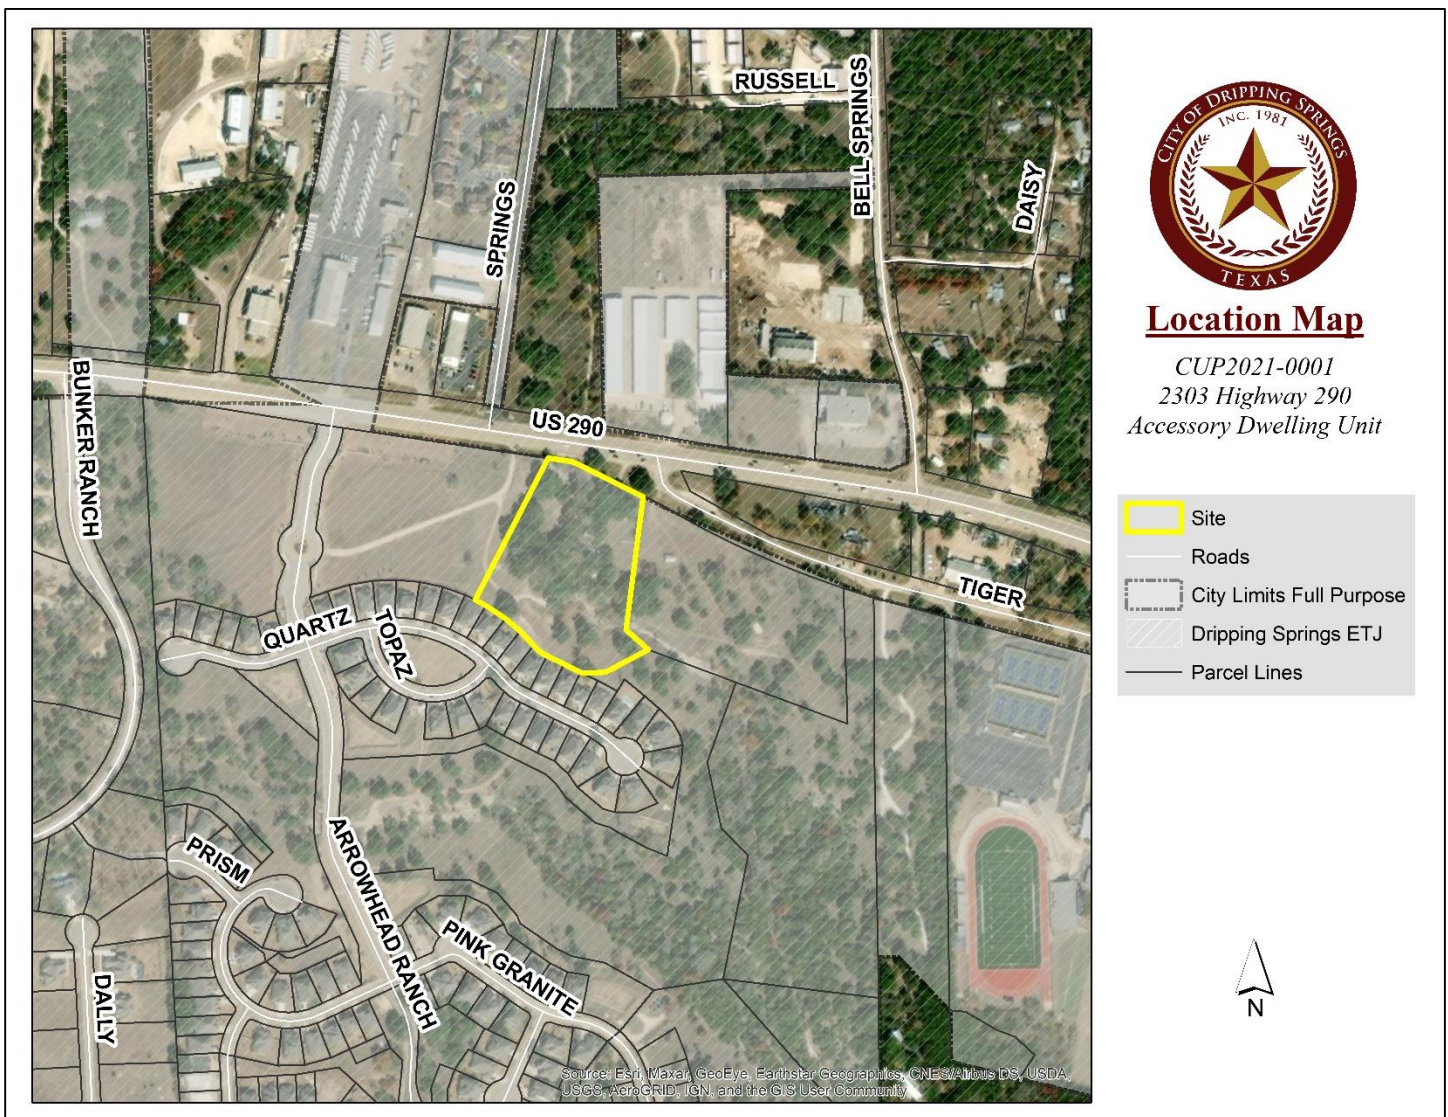 RUSSELL
BELL SPRINGS
DAISY
SPRINGS
US 290
BUNKER RANCH
TIGER
QUARTZ
TOPAZ
PRISM
ARROWHEAD RANCH
PINK GRANITE
DALLY
Source: Esri, Maxar, GeoEye, Earthstar Geographics, CNES/Airbus DS, USDA,
USGS, AeroGRID, IGN, and the GIS User Community
CITY OF DRIPPING SPRINGS
INC. 1981
TEXAS
Location Map
CUP2021-0001
2303 Highway 290
Accessory Dwelling Unit
Site
Roads
City Limits Full Purpose
Dripping Springs ETJ
Parcel Lines
N